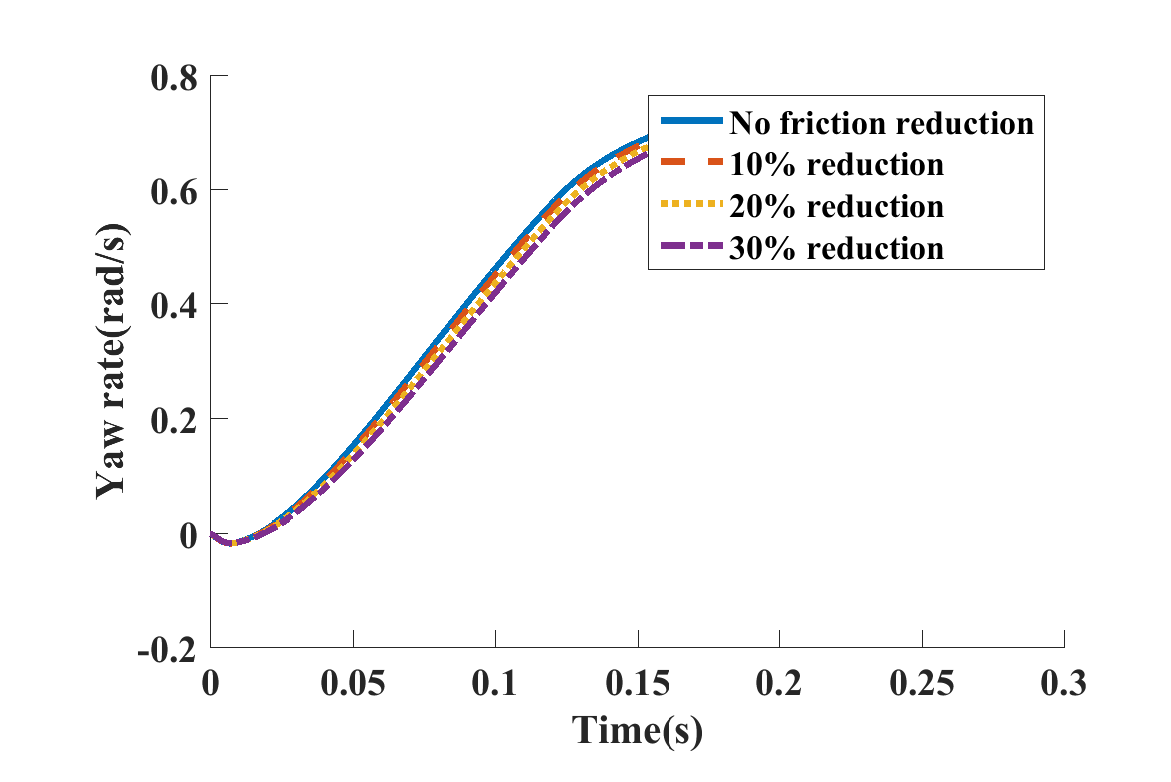 0.8
0.6
0.4
0.2
0
-0.2
Yaw rate(rad/s)
No friction reduction
10% reduction
20% reduction
30% reduction
0 0.05 0.1 0.15 0.2 0.25 0.3
Time(s)